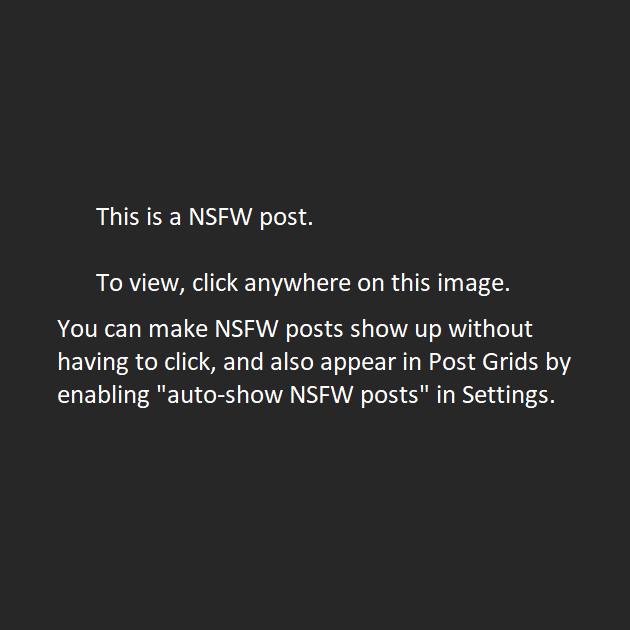 This is a NSFW post.
To view, click anywhere on this image.
You can make NSFW posts show up without
having to click, and also appear in Post Grids by
enabling "auto-show NSFW posts" in Settings.